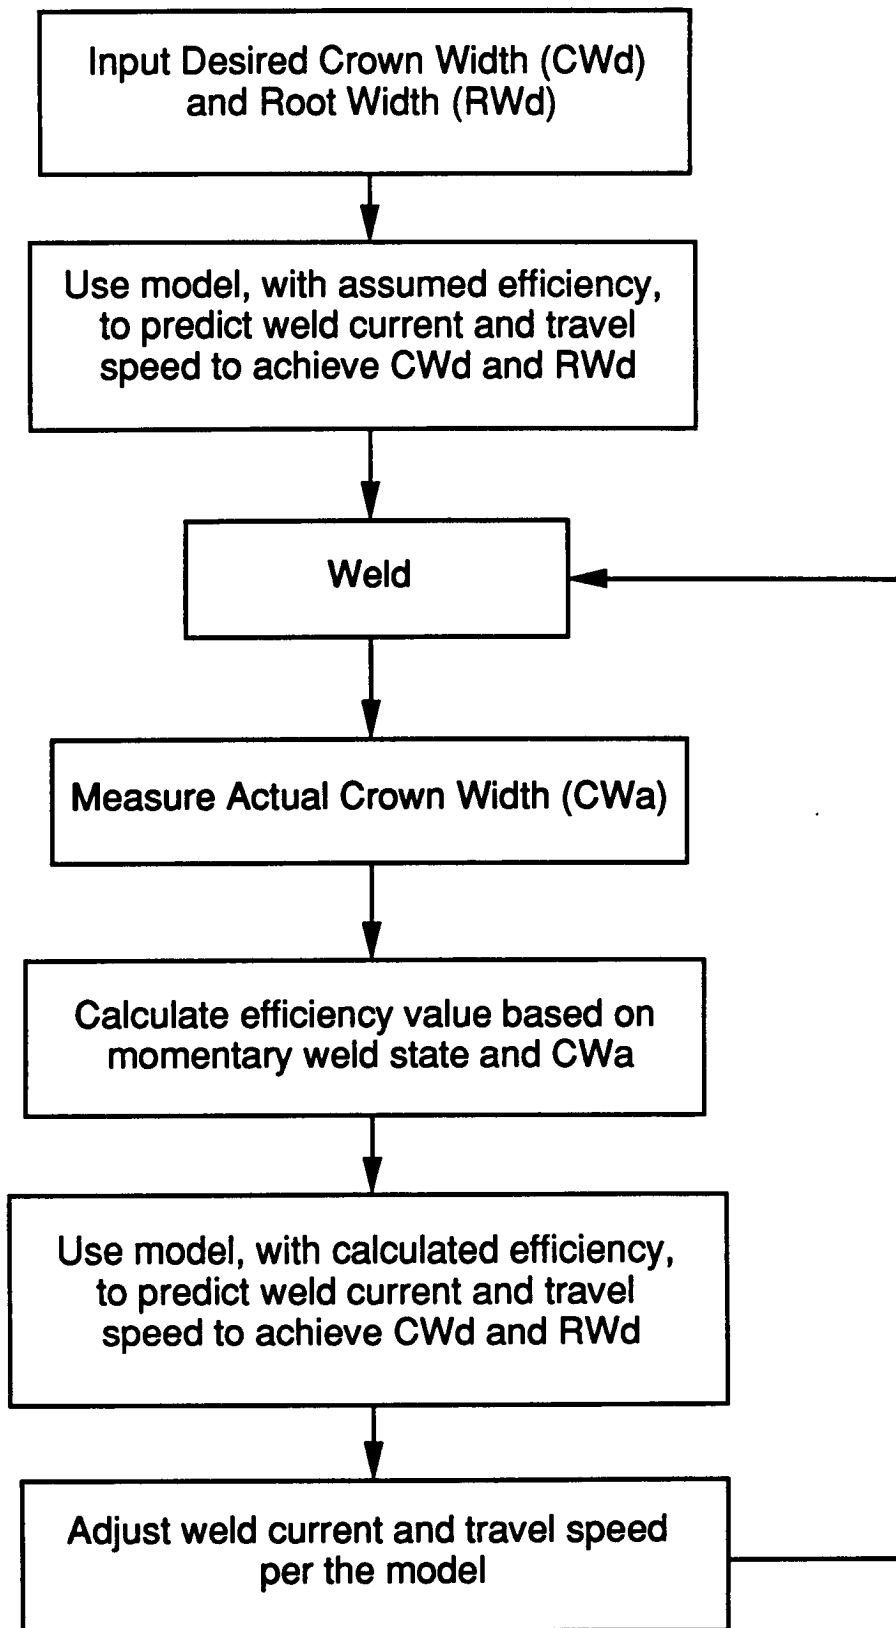 Input Desired Crown Width (CWd)
and Root Width (RWd)
Use model, with assumed efficiency,
to predict weld current and travel
speed to achieve CWd and RWd
Weld
Measure Actual Crown Width (CWa)
Calculate efficiency value based on
momentary weld state and CWa
Use model, with calculated efficiency,
to predict weld current and travel
speed to achieve CWd and RWd
Adjust weld current and travel speed
per the model